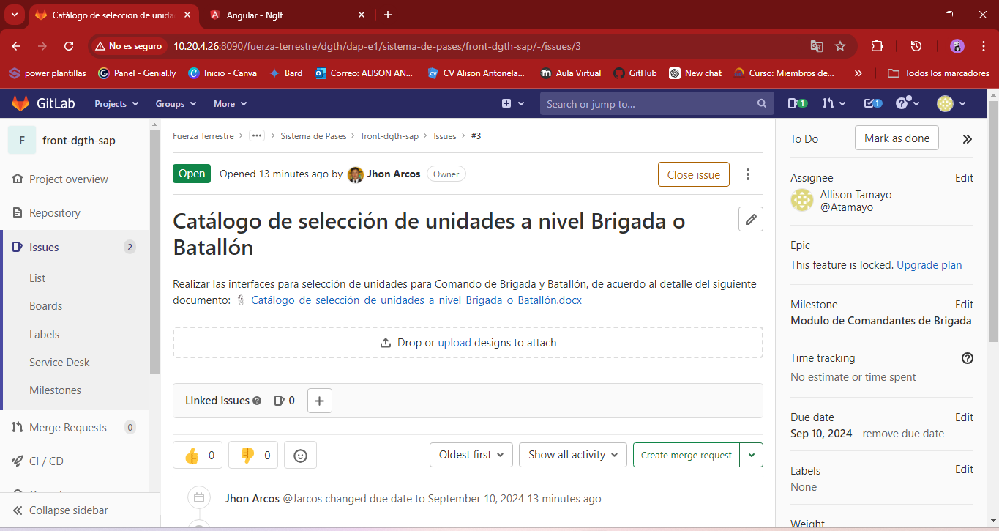 Catálogo de selección de unida
Angular - NgIf
No es seguro
10.20.4.26:8090/fuerza-terrestre/dgth/dap-e1/sistema-de-pases/front-dgth-sap/-/issues/3
power plantillas
Panel - Genial.ly
Inicio - Canva
Bard
Correo: ALISON AN...
CV Alison Antonela...
Aula Virtual
GitHub
New chat
Curso: Miembros de...
Todos los marcadores
GitLab
Projects
Groups
More
Search or jump to...
1
1
F
front-dgth-sap
Project overview
Repository
Issues
2
List
Boards
Labels
Service Desk
Milestones
Merge Requests
0
CI / CD
Collapse sidebar
Fuerza Terrestre > ... > Sistema de Pases > front-dgth-sap > Issues > #3
Open
Opened 13 minutes ago by Jhon Arcos
Owner
Close issue
Catálogo de selección de unidades a nivel Brigada o
Batallón
Realizar las interfaces para selección de unidades para Comando de Brigada y Batallón, de acuerdo al detalle del siguiente
documento: Catálogo_de_selección_de_unidades_a_nivel_Brigada_o_Batallón.docx
Drop or upload designs to attach
Linked issues
0
0
0
Oldest first
Show all activity
Create merge request
Jhon Arcos @Jarcos changed due date to September 10, 2024 13 minutes ago
To Do
Mark as done
Assignee
Edit
Allison Tamayo
@Atamayo
Epic
This feature is locked. Upgrade plan
Milestone
Edit
Modulo de Comandantes de Brigada
Time tracking
No estimate or time spent
Due date
Edit
Sep 10, 2024 - remove due date
Labels
Edit
None
Weight